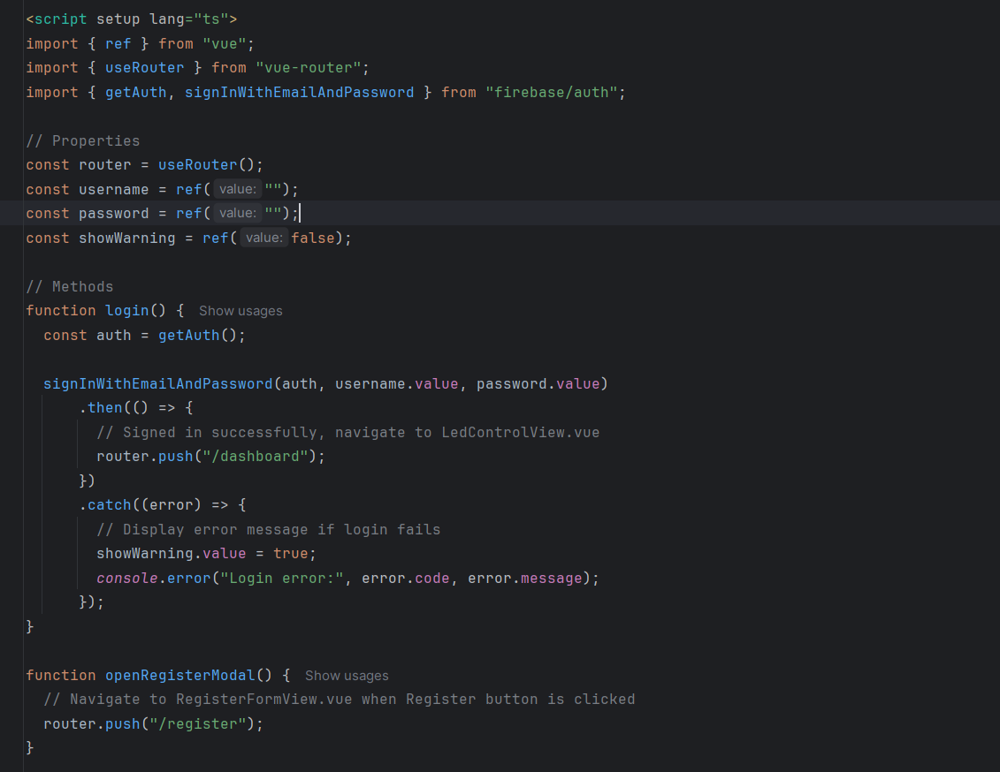 <script setup lang="ts">
import { ref } from "vue";
import { useRouter } from "vue-router";
import { getAuth, signInWithEmailAndPassword } from "firebase/auth";
// Properties
const router = useRouter();
const username = ref( value: "");
const password = ref( value: "");
const showWarning = ref( value: false);
// Methods
function login() { Show usages
const auth = getAuth();
signInWithEmailAndPassword(auth, username.value, password.value)
.then(() => {
// Signed in successfully, navigate to LedControlView.vue
router.push("/dashboard");
})
.catch((error) => {
// Display error message if login fails
showWarning.value = true;
console.error("Login error:", error.code, error.message);
});
}
function openRegisterModal() { Show usages
// Navigate to RegisterFormView.vue when Register button is clicked
router.push("/register");
}